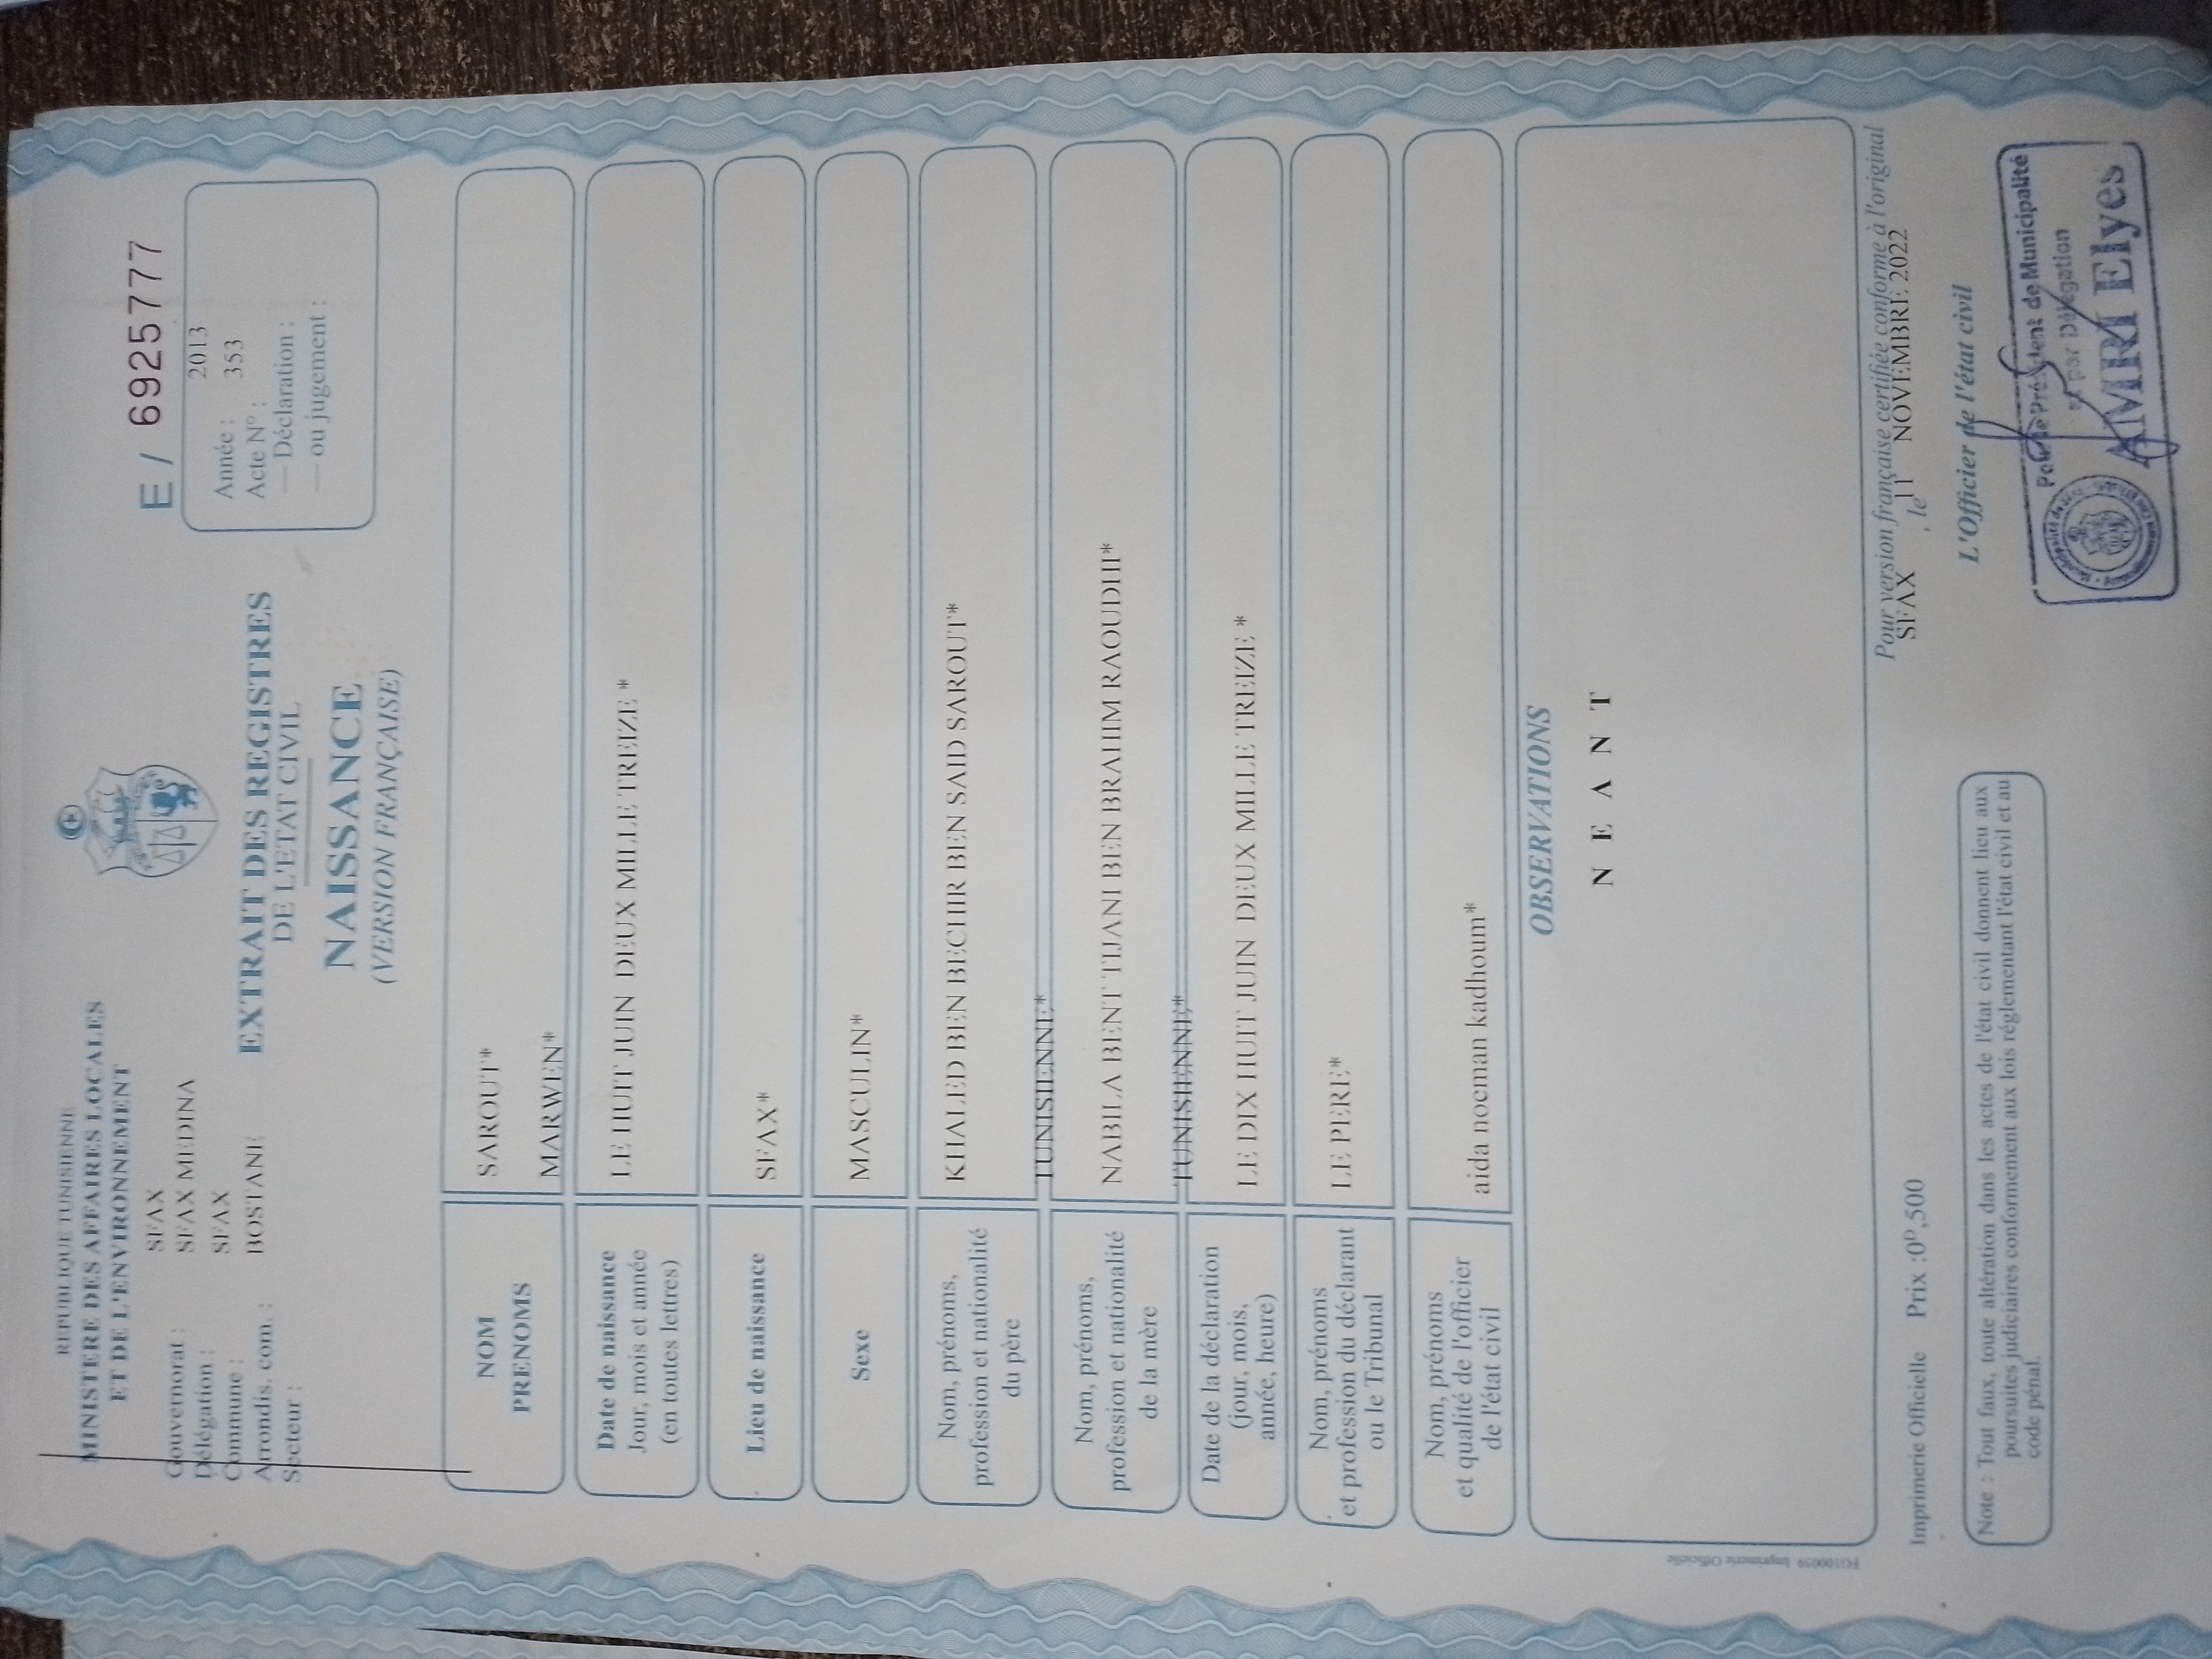 REPUBLIQUE TUNISIENNE
MINISTERE DES AFFAIRES LOCALES
ET DE L'ENVIRONNEMENT
Gouvernorat : SFAX
Délégation : SFAX MEDINA
Commune : SFAX
Arrondis. com. : BOSTANE
Secteur :
E / 6925777
Année : 2013
Acte N° : 353
— Déclaration :
— ou jugement :
EXTRAIT DES REGISTRES
DE L'ETAT CIVIL
NAISSANCE
(VERSION FRANÇAISE)
NOM
PRENOMS
SAROUT*
MARWEN*
Date de naissance
Jour, mois et année
(en toutes lettres)
LE HUIT JUIN DEUX MILLE TREIZE *
Lieu de naissance
SFAX*
Sexe
MASCULIN*
Nom, prénoms,
profession et nationalité
du père
KHALED BEN BECHIR BEN SAID SAROUT*
TUNISIENNE*
Nom, prénoms,
profession et nationalité
de la mère
NABILA BENT TIJANI BEN BRAHIM RAOUDHI*
TUNISIENNE*
Date de la déclaration
(jour, mois,
année, heure)
LE DIX HUIT JUIN DEUX MILLE TREIZE *
Nom, prénoms
et profession du déclarant
ou le Tribunal
LE PERE*
Nom, prénoms
et qualité de l'officier
de l'état civil
aida noeman kadhoum*
OBSERVATIONS
N E A N T
FG100059 Imprimerie Officielle
Pour version française certifiée conforme à l'original
SFAX , le 11 NOVEMBRE 2022
Imprimerie Officielle Prix : 0ᴰ,500
L'Officier de l'état civil
Note : Tout faux, toute altération dans les actes de l'état civil donnent lieu aux
poursuites judiciaires conformement aux lois réglementant l'état civil et au
code pénal.
Pour le Président de Municipalité
et par Délégation
AMRI Elyes